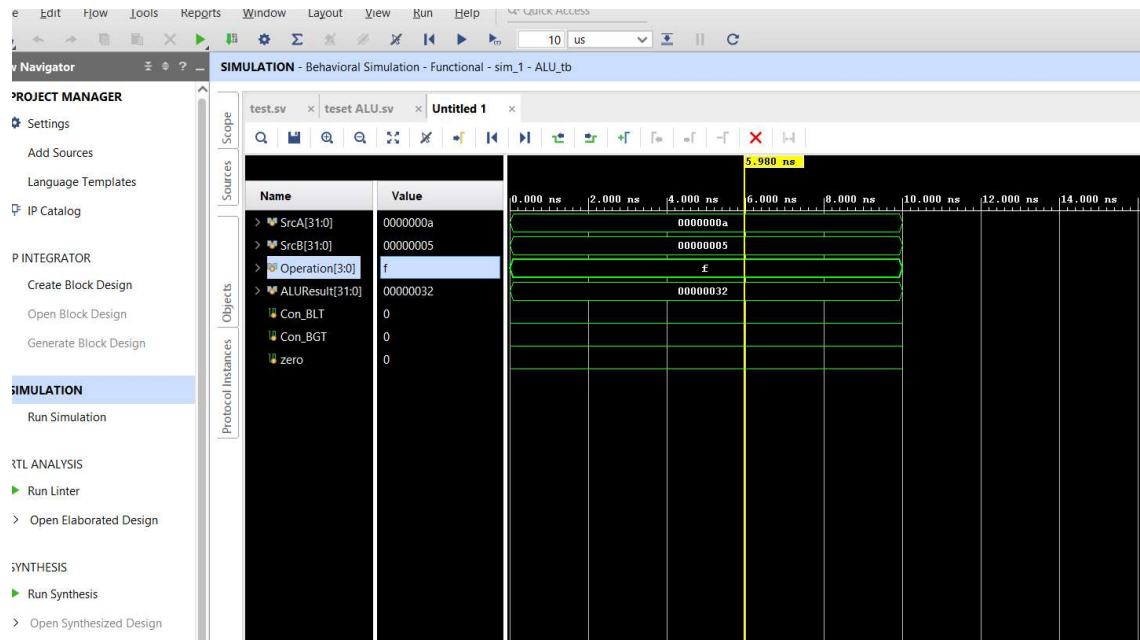 Edit Flow Tools Reports Window Layout View Run Help Quick Access
10 us
Navigator
SIMULATION - Behavioral Simulation - Functional - sim_1 - ALU_tb
PROJECT MANAGER
Settings
Add Sources
Language Templates
IP Catalog
P INTEGRATOR
Create Block Design
Open Block Design
Generate Block Design
SIMULATION
Run Simulation
RTL ANALYSIS
Run Linter
Open Elaborated Design
SYNTHESIS
Run Synthesis
Open Synthesized Design
Scope
Sources
Objects
Protocol Instances
test.sv teset ALU.sv Untitled 1
5.980 ns
Name Value 0.000 ns 2.000 ns 4.000 ns 6.000 ns 8.000 ns 10.000 ns 12.000 ns 14.000 ns
SrcA[31:0] 0000000a 0000000a
SrcB[31:0] 00000005 00000005
Operation[3:0] f f
ALUResult[31:0] 00000032 00000032
Con_BLT 0
Con_BGT 0
zero 0